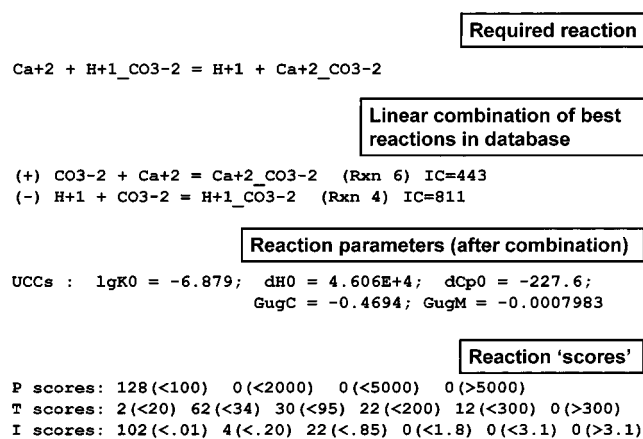 Required reaction
Ca+2 + H+1_CO3-2 = H+1 + Ca+2_CO3-2
Linear combination of best
reactions in database
(+) CO3-2 + Ca+2 = Ca+2_CO3-2 (Rxn 6) IC=443
(-) H+1 + CO3-2 = H+1_CO3-2 (Rxn 4) IC=811
Reaction parameters (after combination)
UCCs : lgK0 = -6.879; dH0 = 4.606E+4; dCp0 = -227.6;
GugC = -0.4694; GugM = -0.0007983
Reaction 'scores'
P scores: 128(<100) 0(<2000) 0(<5000) 0(>5000)
T scores: 2(<20) 62(<34) 30(<95) 22(<200) 12(<300) 0(>300)
I scores: 102(<.01) 4(<.20) 22(<.85) 0(<1.8) 0(<3.1) 0(>3.1)